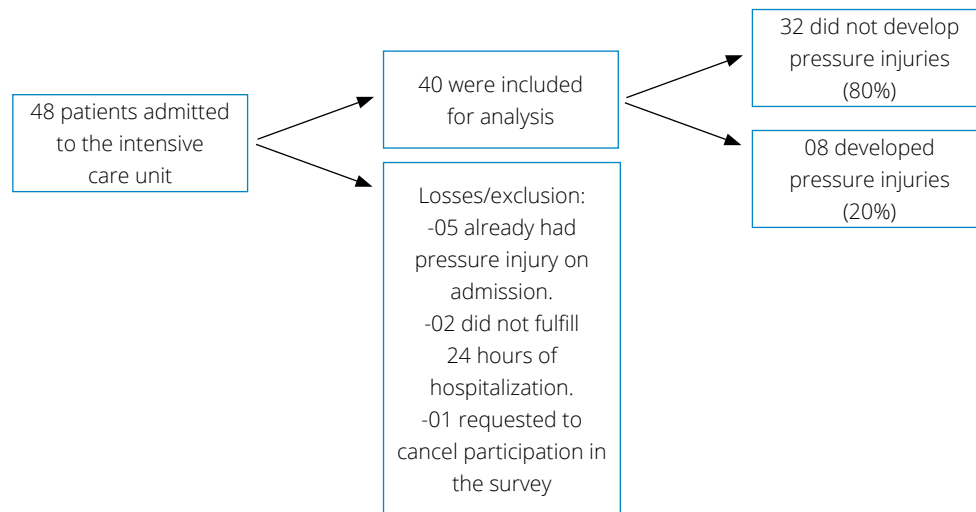 48 patients admitted
to the intensive
care unit
40 were included
for analysis
Losses/exclusion:
-05 already had
pressure injury on
admission.
-02 did not fulfill
24 hours of
hospitalization.
-01 requested to
cancel participation in
the survey
32 did not develop
pressure injuries
(80%)
08 developed
pressure injuries
(20%)